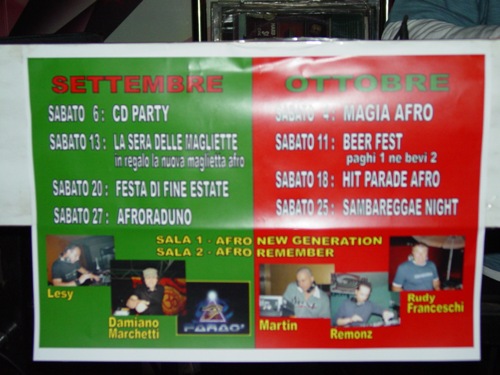 SETTEMBRE
SABATO 6 : CD PARTY
SABATO 13 : LA SERA DELLE MAGLIETTE
in regalo la nuova maglietta afro
SABATO 20 : FESTA DI FINE ESTATE
SABATO 27 : AFRORADUNO
OTTOBRE
SABATO 4 : MAGIA AFRO
SABATO 11 : BEER FEST
paghi 1 ne bevi 2
SABATO 18 : HIT PARADE AFRO
SABATO 25 : SAMBAREGGAE NIGHT
SALA 1 - AFRO NEW GENERATION
SALA 2 - AFRO REMEMBER
Lesy
Damiano
Marchetti
Martin
Remonz
Rudy
Franceschi